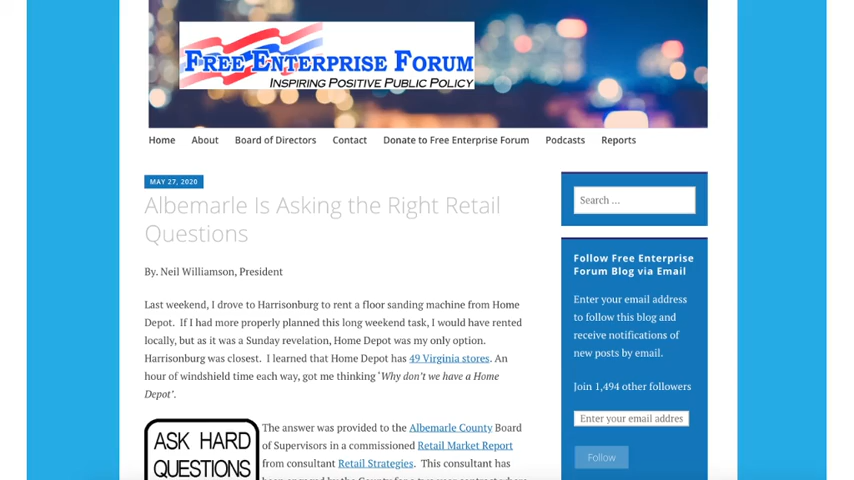 FREE ENTERPRISE FORUM
INSPIRING POSITIVE PUBLIC POLICY
Home About Board of Directors Contact Donate to Free Enterprise Forum Podcasts Reports
MAY 27, 2020
Albemarle Is Asking the Right Retail
Questions
By. Neil Williamson, President
Last weekend, I drove to Harrisonburg to rent a floor sanding machine from Home
Depot. If I had more properly planned this long weekend task, I would have rented
locally, but as it was a Sunday revelation, Home Depot was my only option.
Harrisonburg was closest. I learned that Home Depot has 49 Virginia stores. An
hour of windshield time each way, got me thinking 'Why don't we have a Home
Depot'.
ASK HARD
QUESTIONS
The answer was provided to the Albemarle County Board
of Supervisors in a commissioned Retail Market Report
from consultant Retail Strategies. This consultant has
Search ...
Follow Free Enterprise
Forum Blog via Email
Enter your email address
to follow this blog and
receive notifications of
new posts by email.
Join 1,494 other followers
Enter your email addres
Follow